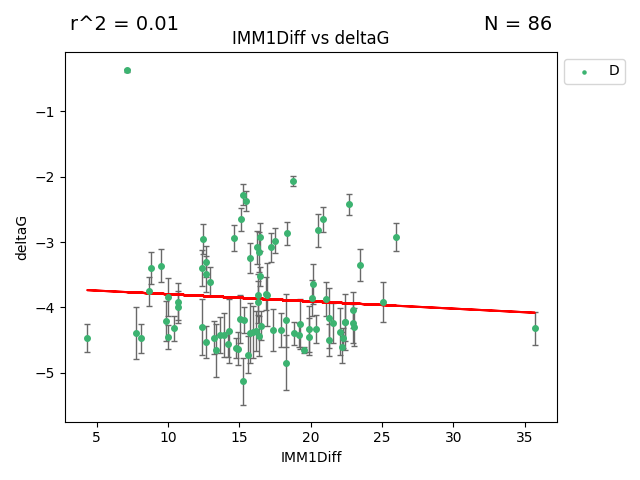 r^2 = 0.01
N = 86
IMM1Diff vs deltaG
D
−1
−2
−3
−4
−5
deltaG
5
10
15
20
25
30
35
IMM1Diff